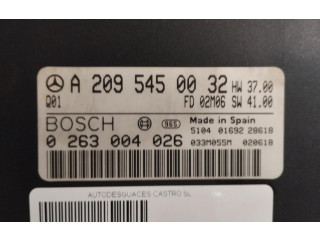 A 209 545 00 32 HW 37.00
Q01 FD 02M06 SW 41.00
BOSCH 965 Made in Spain
5104 01692 28618
0 263 004 026 033M055M 020618
AUTODESGUACES CASTRO SL